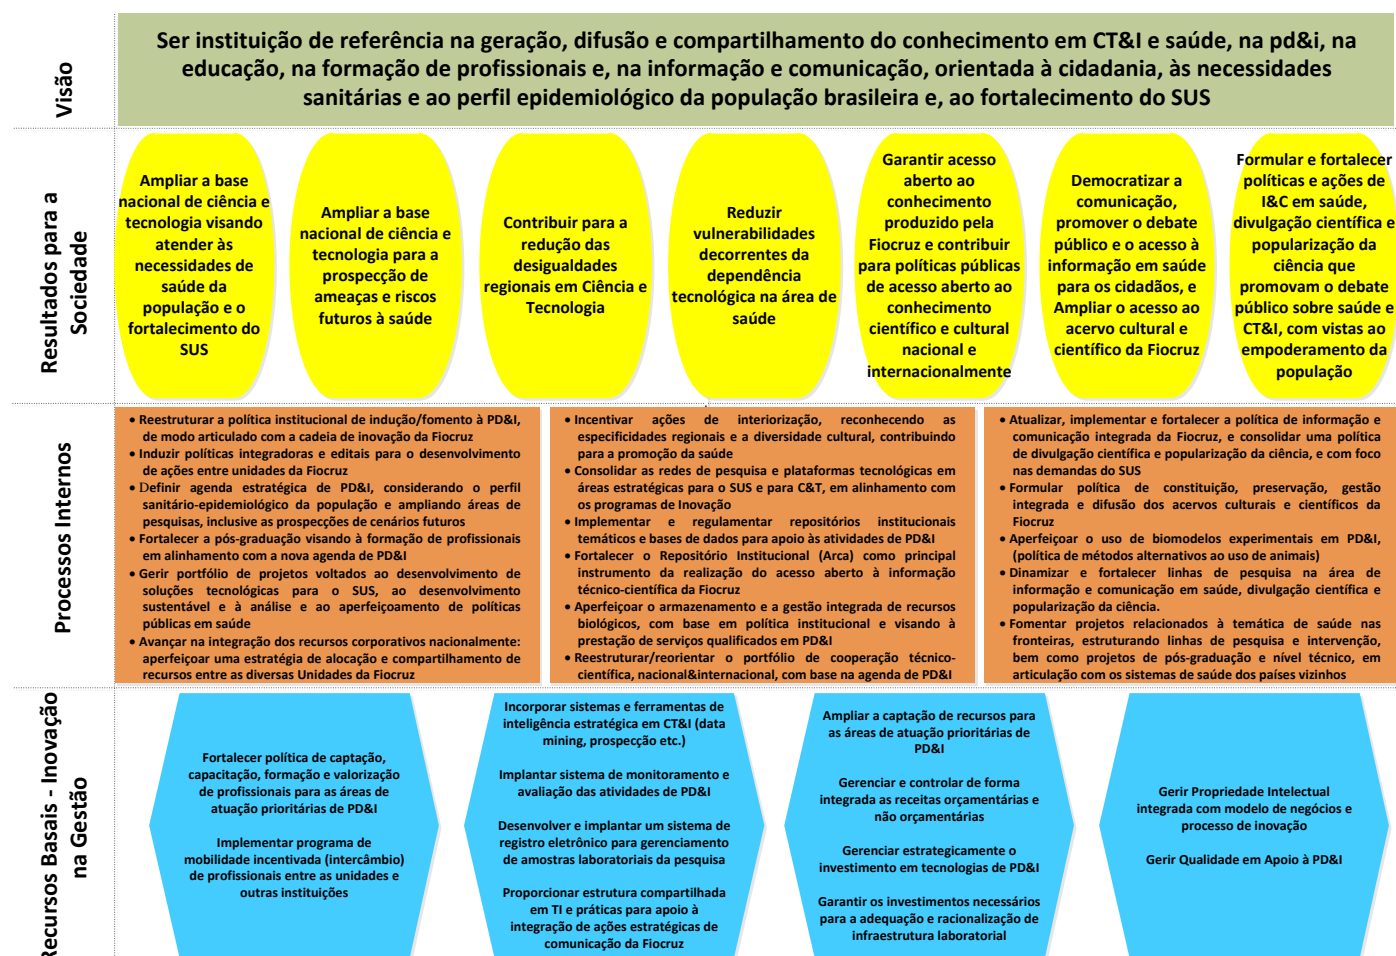 Visão
Ser instituição de referência na geração, difusão e compartilhamento do conhecimento em CT&I e saúde, na pd&i, na
educação, na formação de profissionais e, na informação e comunicação, orientada à cidadania, às necessidades
sanitárias e ao perfil epidemiológico da população brasileira e, ao fortalecimento do SUS
Resultados para a
Sociedade
Ampliar a base
nacional de ciência e
tecnologia visando
atender às
necessidades de
saúde da
população e o
fortalecimento do
SUS
Ampliar a base
nacional de ciência e
tecnologia para a
prospecção de
ameaças e riscos
futuros à saúde
Contribuir para a
redução das
desigualdades
regionais em Ciência e
Tecnologia
Reduzir
vulnerabilidades
decorrentes da
dependência
tecnológica na área de
saúde
Garantir acesso
aberto ao
conhecimento
produzido pela
Fiocruz e contribuir
para políticas públicas
de acesso aberto ao
conhecimento
científico e cultural
nacional e
internacionalmente
Democratizar a
comunicação,
promover o debate
público e o acesso à
informação em saúde
para os cidadãos, e
Ampliar o acesso ao
acervo cultural e
científico da Fiocruz
Formular e fortalecer
políticas e ações de
I&C em saúde,
divulgação científica e
popularização da
ciência que
promovam o debate
público sobre saúde e
CT&I, com vistas ao
empoderamento da
população
Processos Internos
• Reestruturar a política institucional de indução/fomento à PD&I,
de modo articulado com a cadeia de inovação da Fiocruz
• Induzir políticas integradoras e editais para o desenvolvimento
de ações entre unidades da Fiocruz
• Definir agenda estratégica de PD&I, considerando o perfil
sanitário-epidemiológico da população e ampliando áreas de
pesquisas, inclusive as prospecções de cenários futuros
• Fortalecer a pós-graduação visando à formação de profissionais
em alinhamento com a nova agenda de PD&I
• Gerir portfólio de projetos voltados ao desenvolvimento de
soluções tecnológicas para o SUS, ao desenvolvimento
sustentável e à análise e ao aperfeiçoamento de políticas
públicas em saúde
• Avançar na integração dos recursos corporativos nacionalmente:
aperfeiçoar uma estratégia de alocação e compartilhamento de
recursos entre as diversas Unidades da Fiocruz
• Incentivar ações de interiorização, reconhecendo as
especificidades regionais e a diversidade cultural, contribuindo
para a promoção da saúde
• Consolidar as redes de pesquisa e plataformas tecnológicas em
áreas estratégicas para o SUS e para C&T, em alinhamento com
os programas de Inovação
• Implementar e regulamentar repositórios institucionais
temáticos e bases de dados para apoio às atividades de PD&I
• Fortalecer o Repositório Institucional (Arca) como principal
instrumento da realização do acesso aberto à informação
técnico-científica da Fiocruz
• Aperfeiçoar o armazenamento e a gestão integrada de recursos
biológicos, com base em política institucional e visando à
prestação de serviços qualificados em PD&I
• Reestruturar/reorientar o portfólio de cooperação técnico-
científica, nacional&internacional, com base na agenda de PD&I
• Atualizar, implementar e fortalecer a política de informação e
comunicação integrada da Fiocruz, e consolidar uma política
de divulgação científica e popularização da ciência, e com foco
nas demandas do SUS
• Formular política de constituição, preservação, gestão
integrada e difusão dos acervos culturais e científicos da
Fiocruz
• Aperfeiçoar o uso de biomodelos experimentais em PD&I,
(política de métodos alternativos ao uso de animais)
• Dinamizar e fortalecer linhas de pesquisa na área de
informação e comunicação em saúde, divulgação científica e
popularização da ciência.
• Fomentar projetos relacionados à temática de saúde nas
fronteiras, estruturando linhas de pesquisa e intervenção,
bem como projetos de pós-graduação e nível técnico, em
articulação com os sistemas de saúde dos países vizinhos
Recursos Basais - Inovação
na Gestão
Fortalecer política de captação,
capacitação, formação e valorização
de profissionais para as áreas de
atuação prioritárias de PD&I
Implementar programa de
mobilidade incentivada (intercâmbio)
de profissionais entre as unidades e
outras instituições
Incorporar sistemas e ferramentas de
inteligência estratégica em CT&I (data
mining, prospecção etc.)
Implantar sistema de monitoramento e
avaliação das atividades de PD&I
Desenvolver e implantar um sistema de
registro eletrônico para gerenciamento
de amostras laboratoriais da pesquisa
Proporcionar estrutura compartilhada
em TI e práticas para apoio à
integração de ações estratégicas de
comunicação da Fiocruz
Ampliar a captação de recursos para
as áreas de atuação prioritárias de
PD&I
Gerenciar e controlar de forma
integrada as receitas orçamentárias e
não orçamentárias
Gerenciar estrategicamente o
investimento em tecnologias de PD&I
Garantir os investimentos necessários
para a adequação e racionalização de
infraestrutura laboratorial
Gerir Propriedade Intelectual
integrada com modelo de negócios e
processo de inovação
Gerir Qualidade em Apoio à PD&I